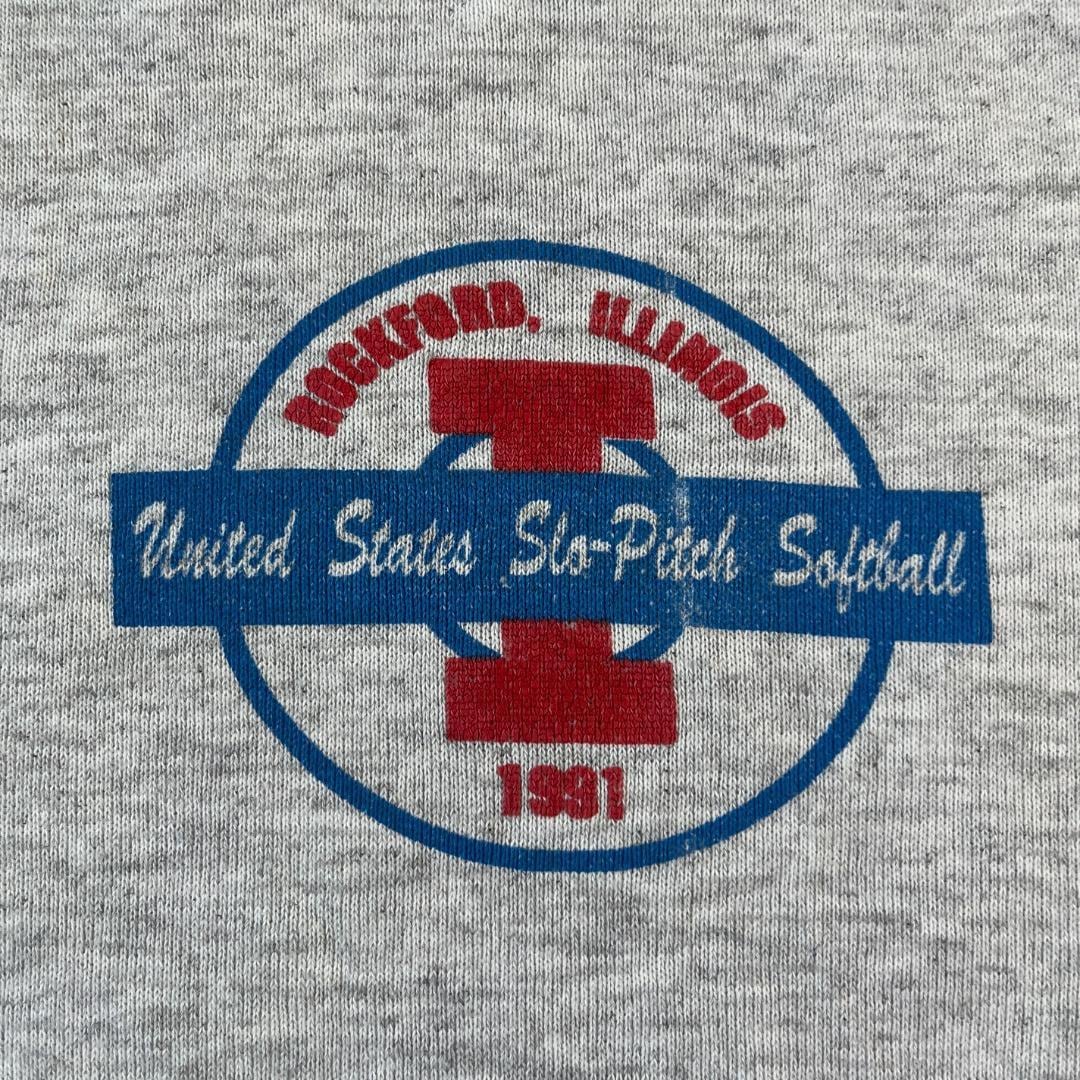 ROCKFORD, ILLINOIS
I
United States Slo-Pitch Softball
1991